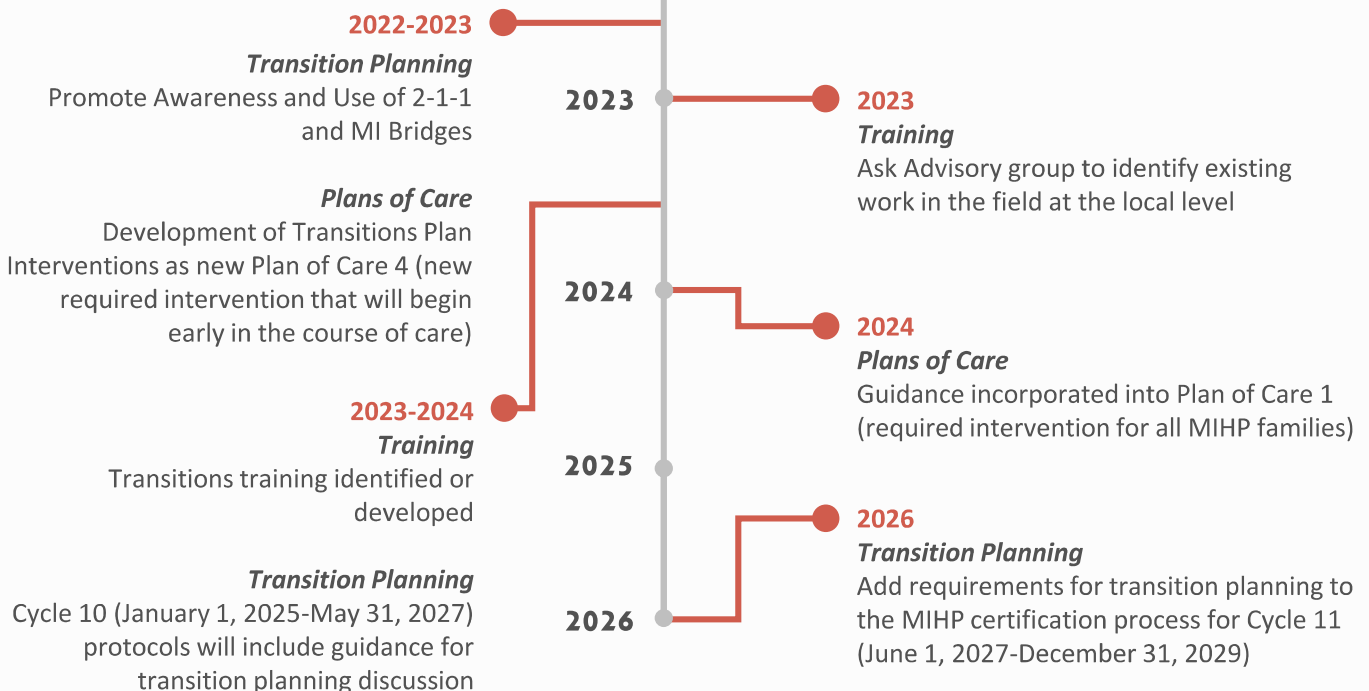 2022-2023
Transition Planning
Promote Awareness and Use of 2-1-1
and MI Bridges
Plans of Care
Development of Transitions Plan
Interventions as new Plan of Care 4 (new
required intervention that will begin
early in the course of care)
2023-2024
Training
Transitions training identified or
developed
Transition Planning
Cycle 10 (January 1, 2025-May 31, 2027)
protocols will include guidance for
transition planning discussion
2023
2024
2025
2026
2023
Training
Ask Advisory group to identify existing
work in the field at the local level
2024
Plans of Care
Guidance incorporated into Plan of Care 1
(required intervention for all MIHP families)
2026
Transition Planning
Add requirements for transition planning to
the MIHP certification process for Cycle 11
(June 1, 2027-December 31, 2029)